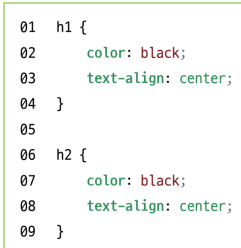 01 h1 {
02 color: black;
03 text-align: center;
04 }
05
06 h2 {
07 color: black;
08 text-align: center;
09 }